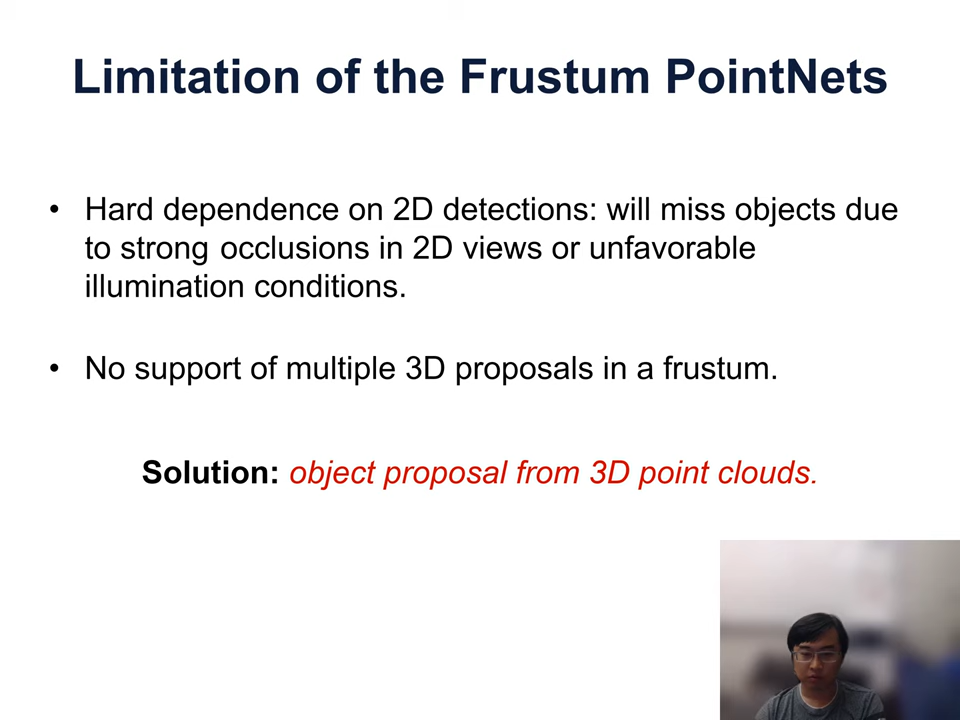 Limitation of the Frustum PointNets
• Hard dependence on 2D detections: will miss objects due
to strong occlusions in 2D views or unfavorable
illumination conditions.
• No support of multiple 3D proposals in a frustum.
Solution: object proposal from 3D point clouds.